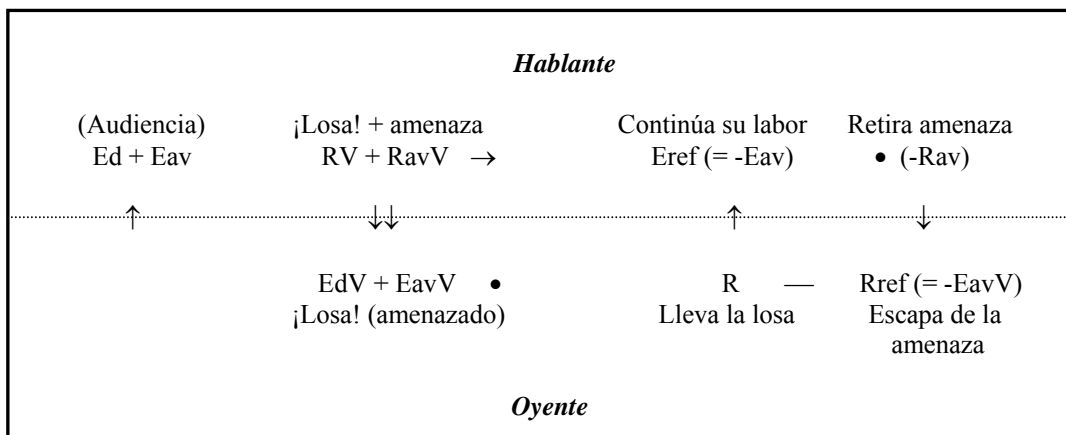 Hablante
(Audiencia) ¡Losa! + amenaza Continúa su labor Retira amenaza
Ed + Eav RV + RavV → Eref (= -Eav) • (-Rav)
↑ ↓↓ ↑ ↓
EdV + EavV • R — Rref (= -EavV)
¡Losa! (amenazado) Lleva la losa Escapa de la
amenaza
Oyente